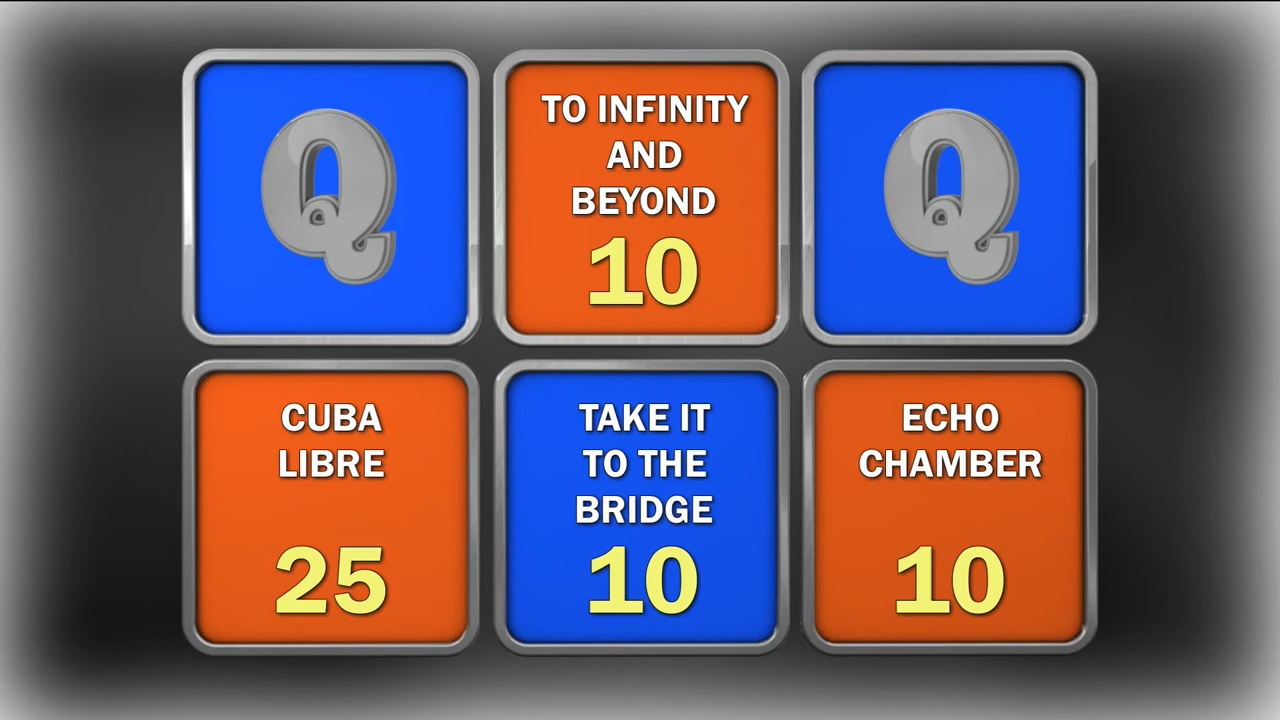 Q
TO INFINITY
AND
BEYOND
10
Q
CUBA
LIBRE
25
TAKE IT
TO THE
BRIDGE
10
ECHO
CHAMBER
10